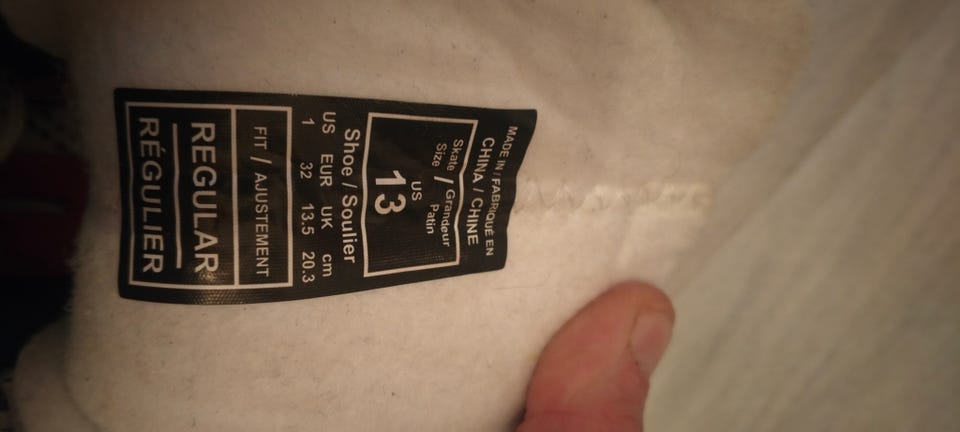 MADE IN / FABRIQUÉ EN
CHINA / CHINE
Skate / Grandeur
Size Patin
US
13
Shoe / Soulier
US EUR UK cm
1 32 13.5 20.3
FIT / AJUSTEMENT
REGULAR
RÉGULIER